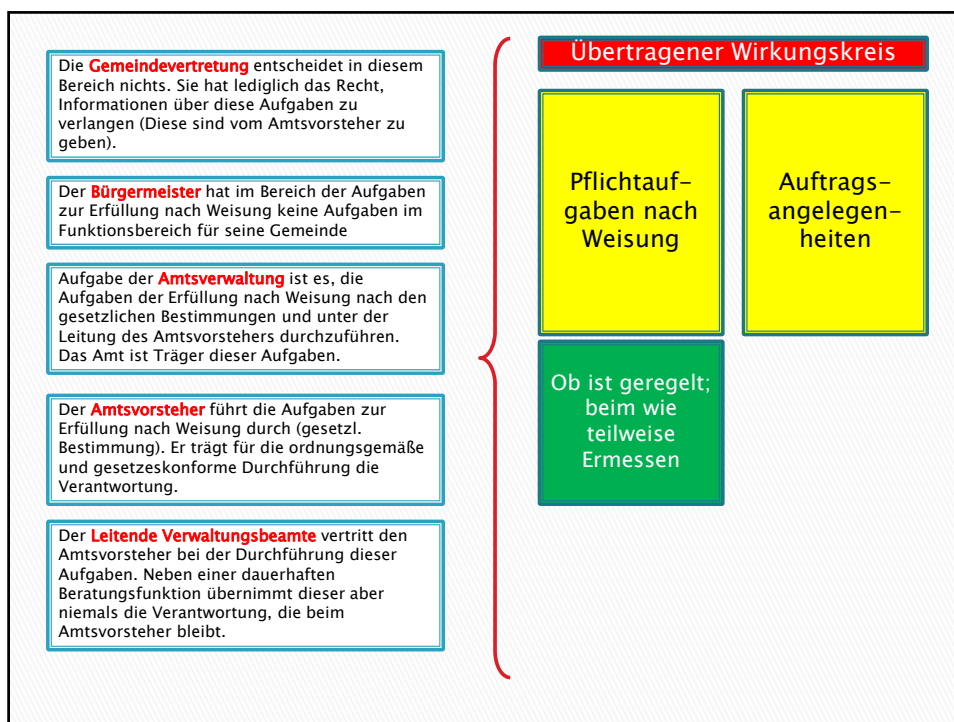 Die Gemeindevertretung entscheidet in diesem
Bereich nichts. Sie hat lediglich das Recht,
Informationen über diese Aufgaben zu
verlangen (Diese sind vom Amtsvorsteher zu
geben).
Der Bürgermeister hat im Bereich der Aufgaben
zur Erfüllung nach Weisung keine Aufgaben im
Funktionsbereich für seine Gemeinde
Aufgabe der Amtsverwaltung ist es, die
Aufgaben der Erfüllung nach Weisung nach den
gesetzlichen Bestimmungen und unter der
Leitung des Amtsvorstehers durchzuführen.
Das Amt ist Träger dieser Aufgaben.
Der Amtsvorsteher führt die Aufgaben zur
Erfüllung nach Weisung durch (gesetzl.
Bestimmung). Er trägt für die ordnungsgemäße
und gesetzeskonforme Durchführung die
Verantwortung.
Der Leitende Verwaltungsbeamte vertritt den
Amtsvorsteher bei der Durchführung dieser
Aufgaben. Neben einer dauerhaften
Beratungsfunktion übernimmt dieser aber
niemals die Verantwortung, die beim
Amtsvorsteher bleibt.
Übertragener Wirkungskreis
Pflichtauf-
gaben nach
Weisung
Auftrags-
angelegen-
heiten
Ob ist geregelt;
beim wie
teilweise
Ermessen